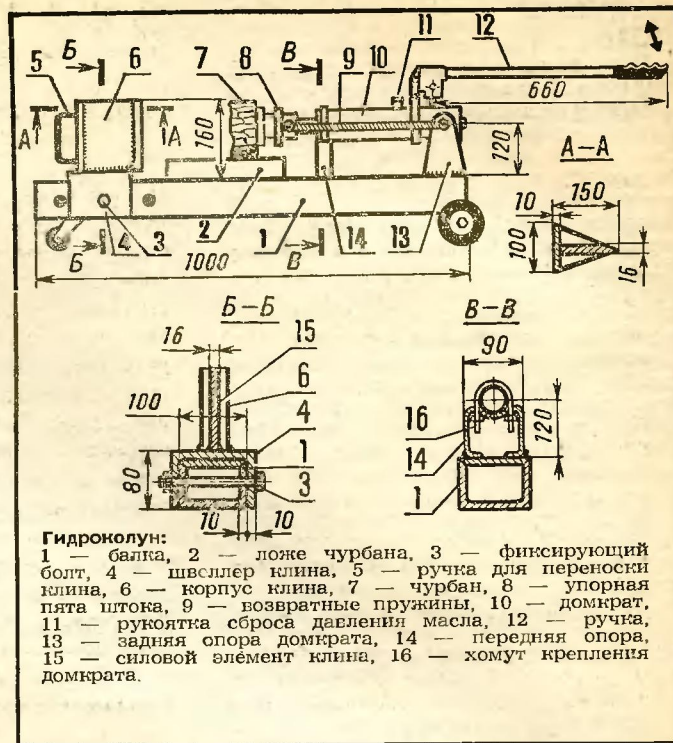 5 Б 6 7 8 В 9 10 11 12
А А 160 660
120 А–А
10 150
100 16
Б 4 3 2 1 В 14 13
1000
Б–Б В–В
16 15 90
6
100 4 16 120
1 14
80 3 1
10 10
Гидроколун:
1 — балка, 2 — ложе чурбана, 3 — фиксирующий
болт, 4 — швеллер клина, 5 — ручка для переноски
клина, 6 — корпус клина, 7 — чурбан, 8 — упорная
пята штока, 9 — возвратные пружины, 10 — домкрат,
11 — рукоятка сброса давления масла, 12 — ручка,
13 — задняя опора домкрата, 14 — передняя опора,
15 — силовой элемент клина, 16 — хомут крепления
домкрата.